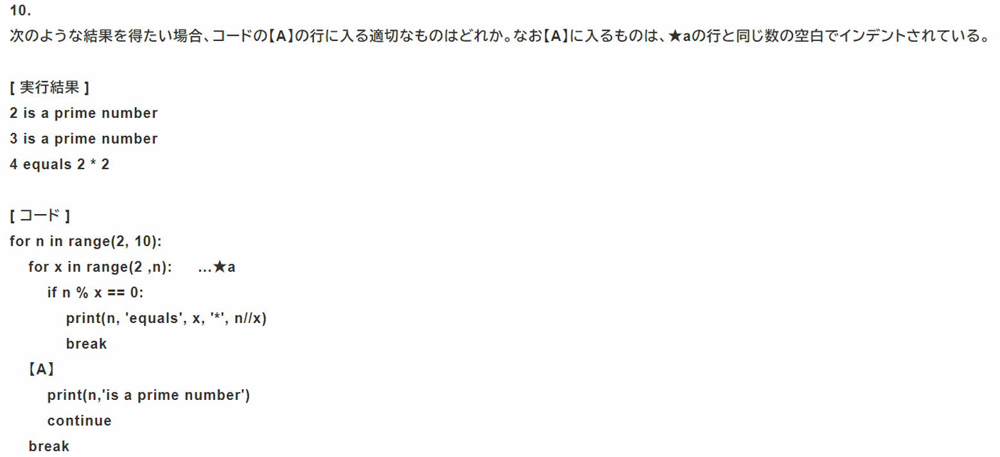 10.
次のような結果を得たい場合、コードの【A】の行に入る適切なものはどれか。なお【A】に入るものは、★aの行と同じ数の空白でインデントされている。
[ 実行結果 ]
2 is a prime number
3 is a prime number
4 equals 2 * 2
[ コード ]
for n in range(2, 10):
    for x in range(2 ,n):     …★a
        if n % x == 0:
            print(n, 'equals', x, '*', n//x)
            break
    【A】
        print(n,'is a prime number')
        continue
    break